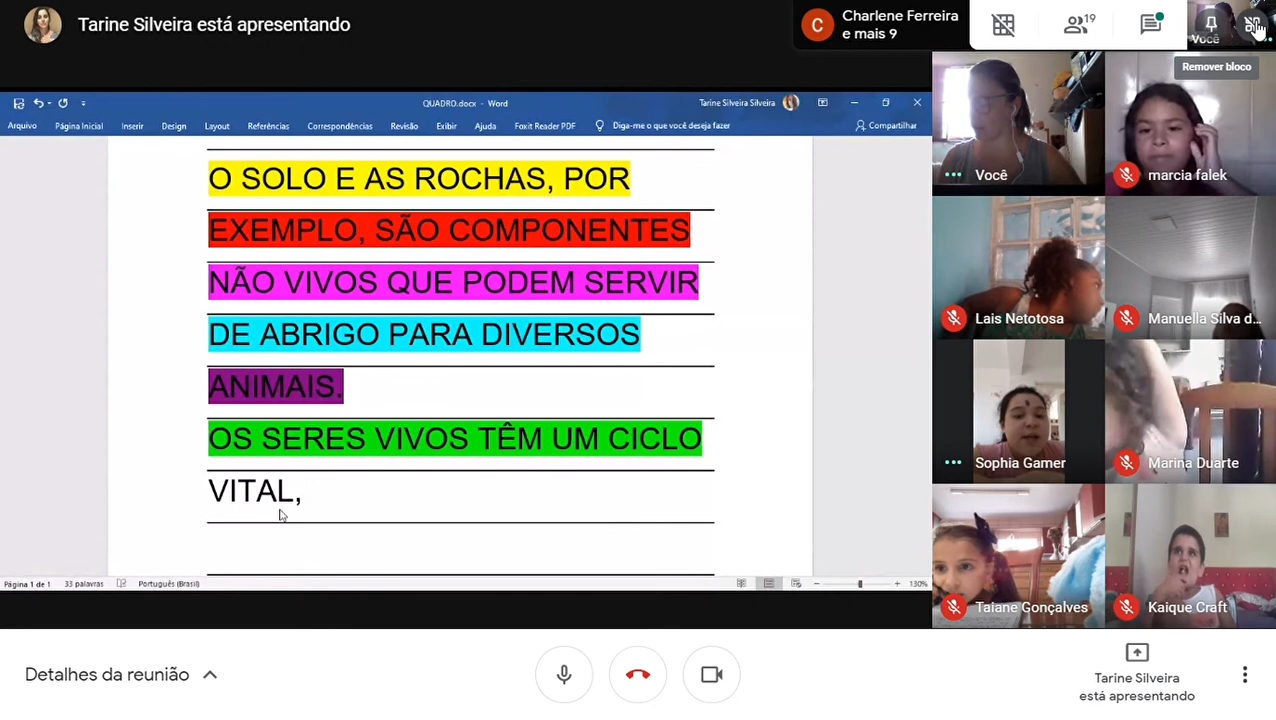 Tarine Silveira está apresentando
C
Charlene Ferreira
e mais 9
19
Você
Remover bloco
QUADRO.docx - Word
Tarine Silveira Silveira
Arquivo Página Inicial Inserir Design Layout Referências Correspondências Revisão Exibir Ajuda Foxit Reader PDF Diga-me o que você deseja fazer Compartilhar
O SOLO E AS ROCHAS, POR
EXEMPLO, SÃO COMPONENTES
NÃO VIVOS QUE PODEM SERVIR
DE ABRIGO PARA DIVERSOS
ANIMAIS.
OS SERES VIVOS TÊM UM CICLO
VITAL,
Página 1 de 1 33 palavras Português (Brasil) 130%
Você
marcia falek
Lais Netotosa
Manuella Silva d...
Sophia Gamer
Marina Duarte
Taiane Gonçalves
Kaique Craft
Detalhes da reunião
Tarine Silveira
está apresentando